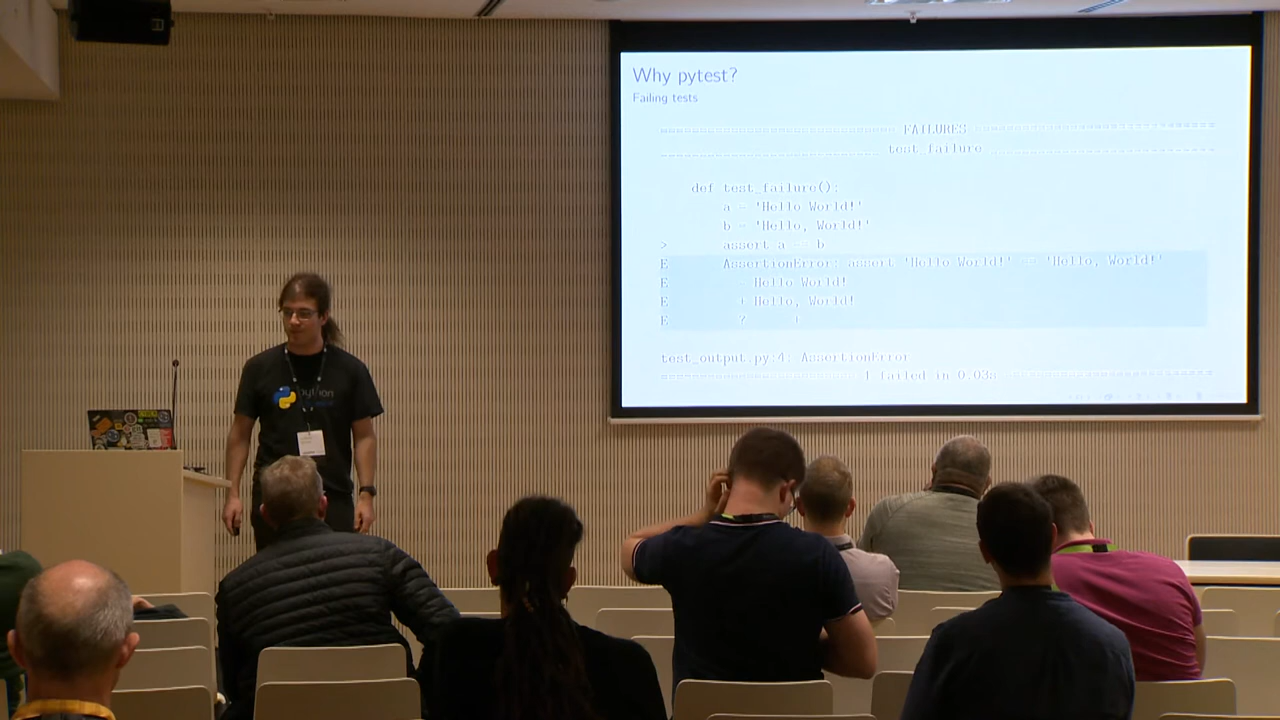 Why pytest?
Failing tests
FAILURES
test_failure
def test_failure():
a = 'Hello World!'
b = 'Hello, World!'
> assert a == b
E AssertionError: assert 'Hello World!' == 'Hello, World!'
E - Hello World!
E + Hello, World!
E ? +
test_output.py:4: AssertionError
1 failed in 0.03s
python